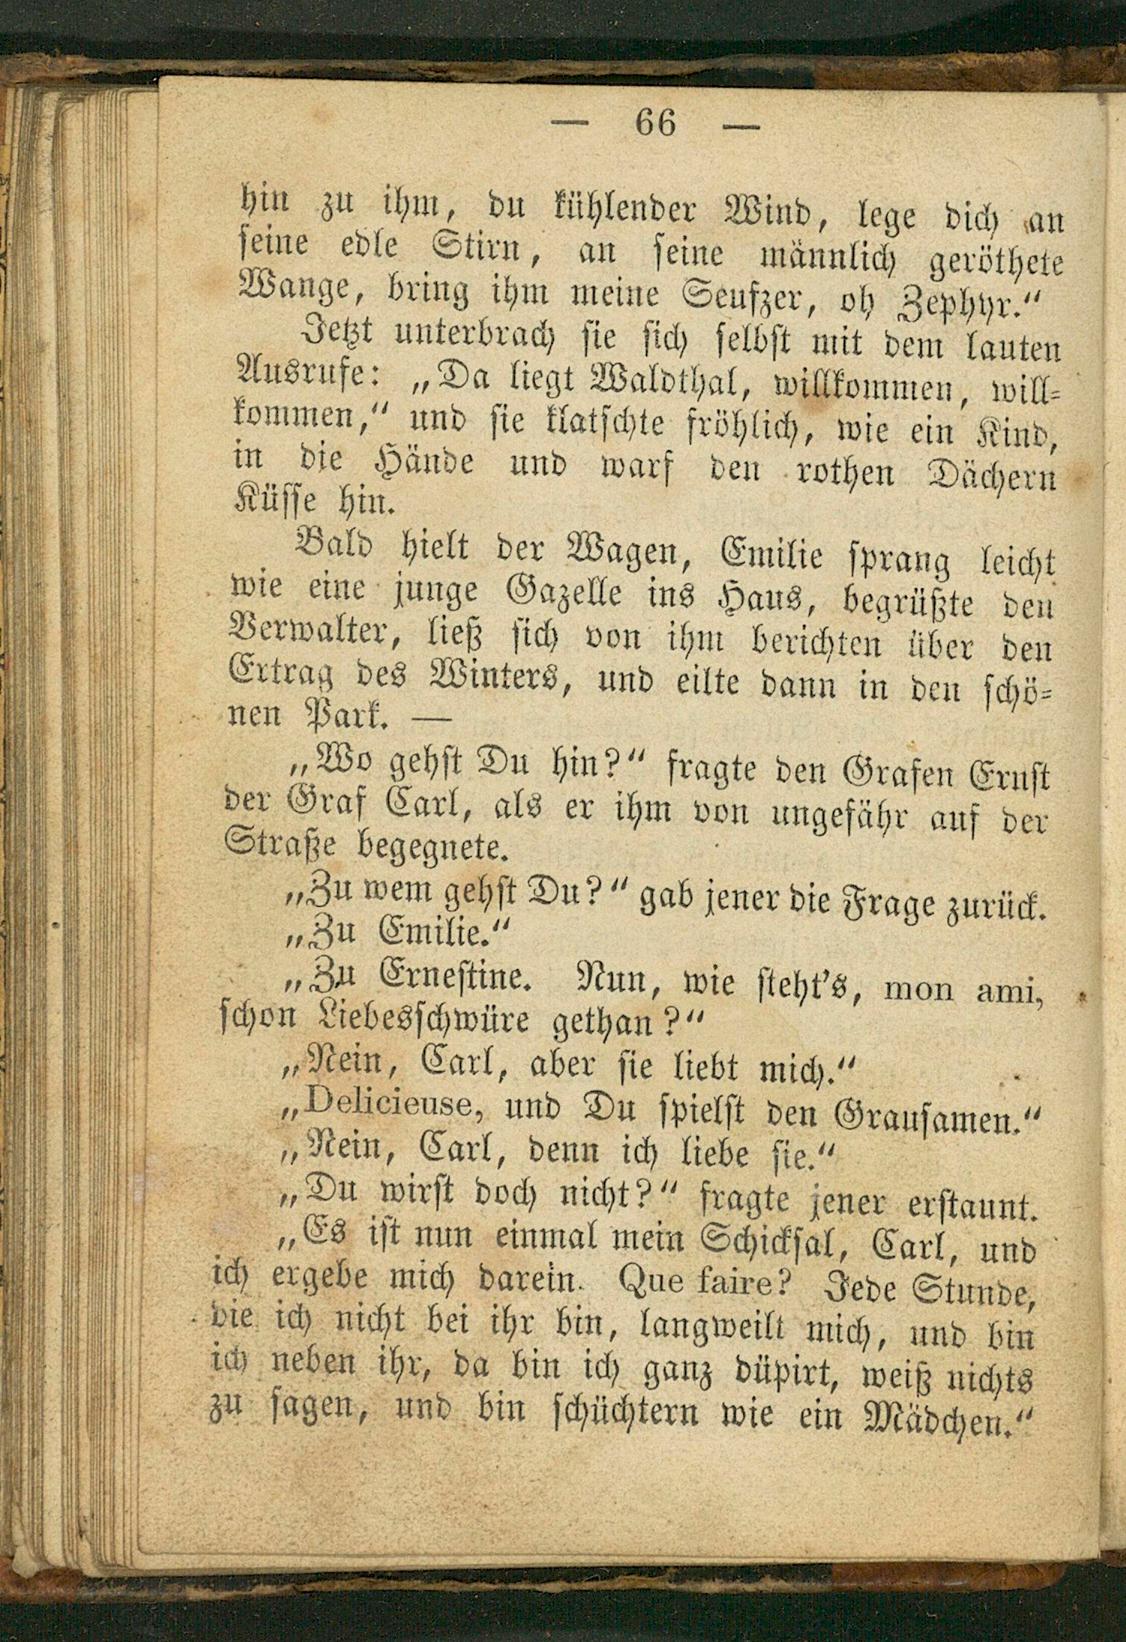 — 66 —
hin zu ihm, du kühlender Wind, lege dich an
seine edle Stirn, an seine männlich geröthete
Wange, bring ihm meine Seufzer, oh Zephyr.“
Jetzt unterbrach sie sich selbst mit dem lauten
Ausrufe: „Da liegt Waldthal, willkommen, will-
kommen,“ und sie klatschte fröhlich, wie ein Kind,
in die Hände und warf den rothen Dächern
Küsse hin.
Bald hielt der Wagen, Emilie sprang leicht
wie eine junge Gazelle ins Haus, begrüßte den
Verwalter, ließ sich von ihm berichten über den
Ertrag des Winters, und eilte dann in den schö-
nen Park. —
„Wo gehst Du hin?“ fragte den Grafen Ernst
der Graf Carl, als er ihm von ungefähr auf der
Straße begegnete.
„Zu wem gehst Du?“ gab jener die Frage zurück.
„Zu Emilie.“
„Zu Ernestine. Nun, wie steht’s, mon ami,
schon Liebesschwüre gethan?“
„Nein, Carl, aber sie liebt mich.“
„Delicieuse, und Du spielst den Grausamen.“
„Nein, Carl, denn ich liebe sie.“
„Du wirst doch nicht?“ fragte jener erstaunt.
„Es ist nun einmal mein Schicksal, Carl, und
ich ergebe mich darein. Que faire? Jede Stunde,
die ich nicht bei ihr bin, langweilt mich, und bin
ich neben ihr, da bin ich ganz düpirt, weiß nichts
zu sagen, und bin schüchtern wie ein Mädchen.“